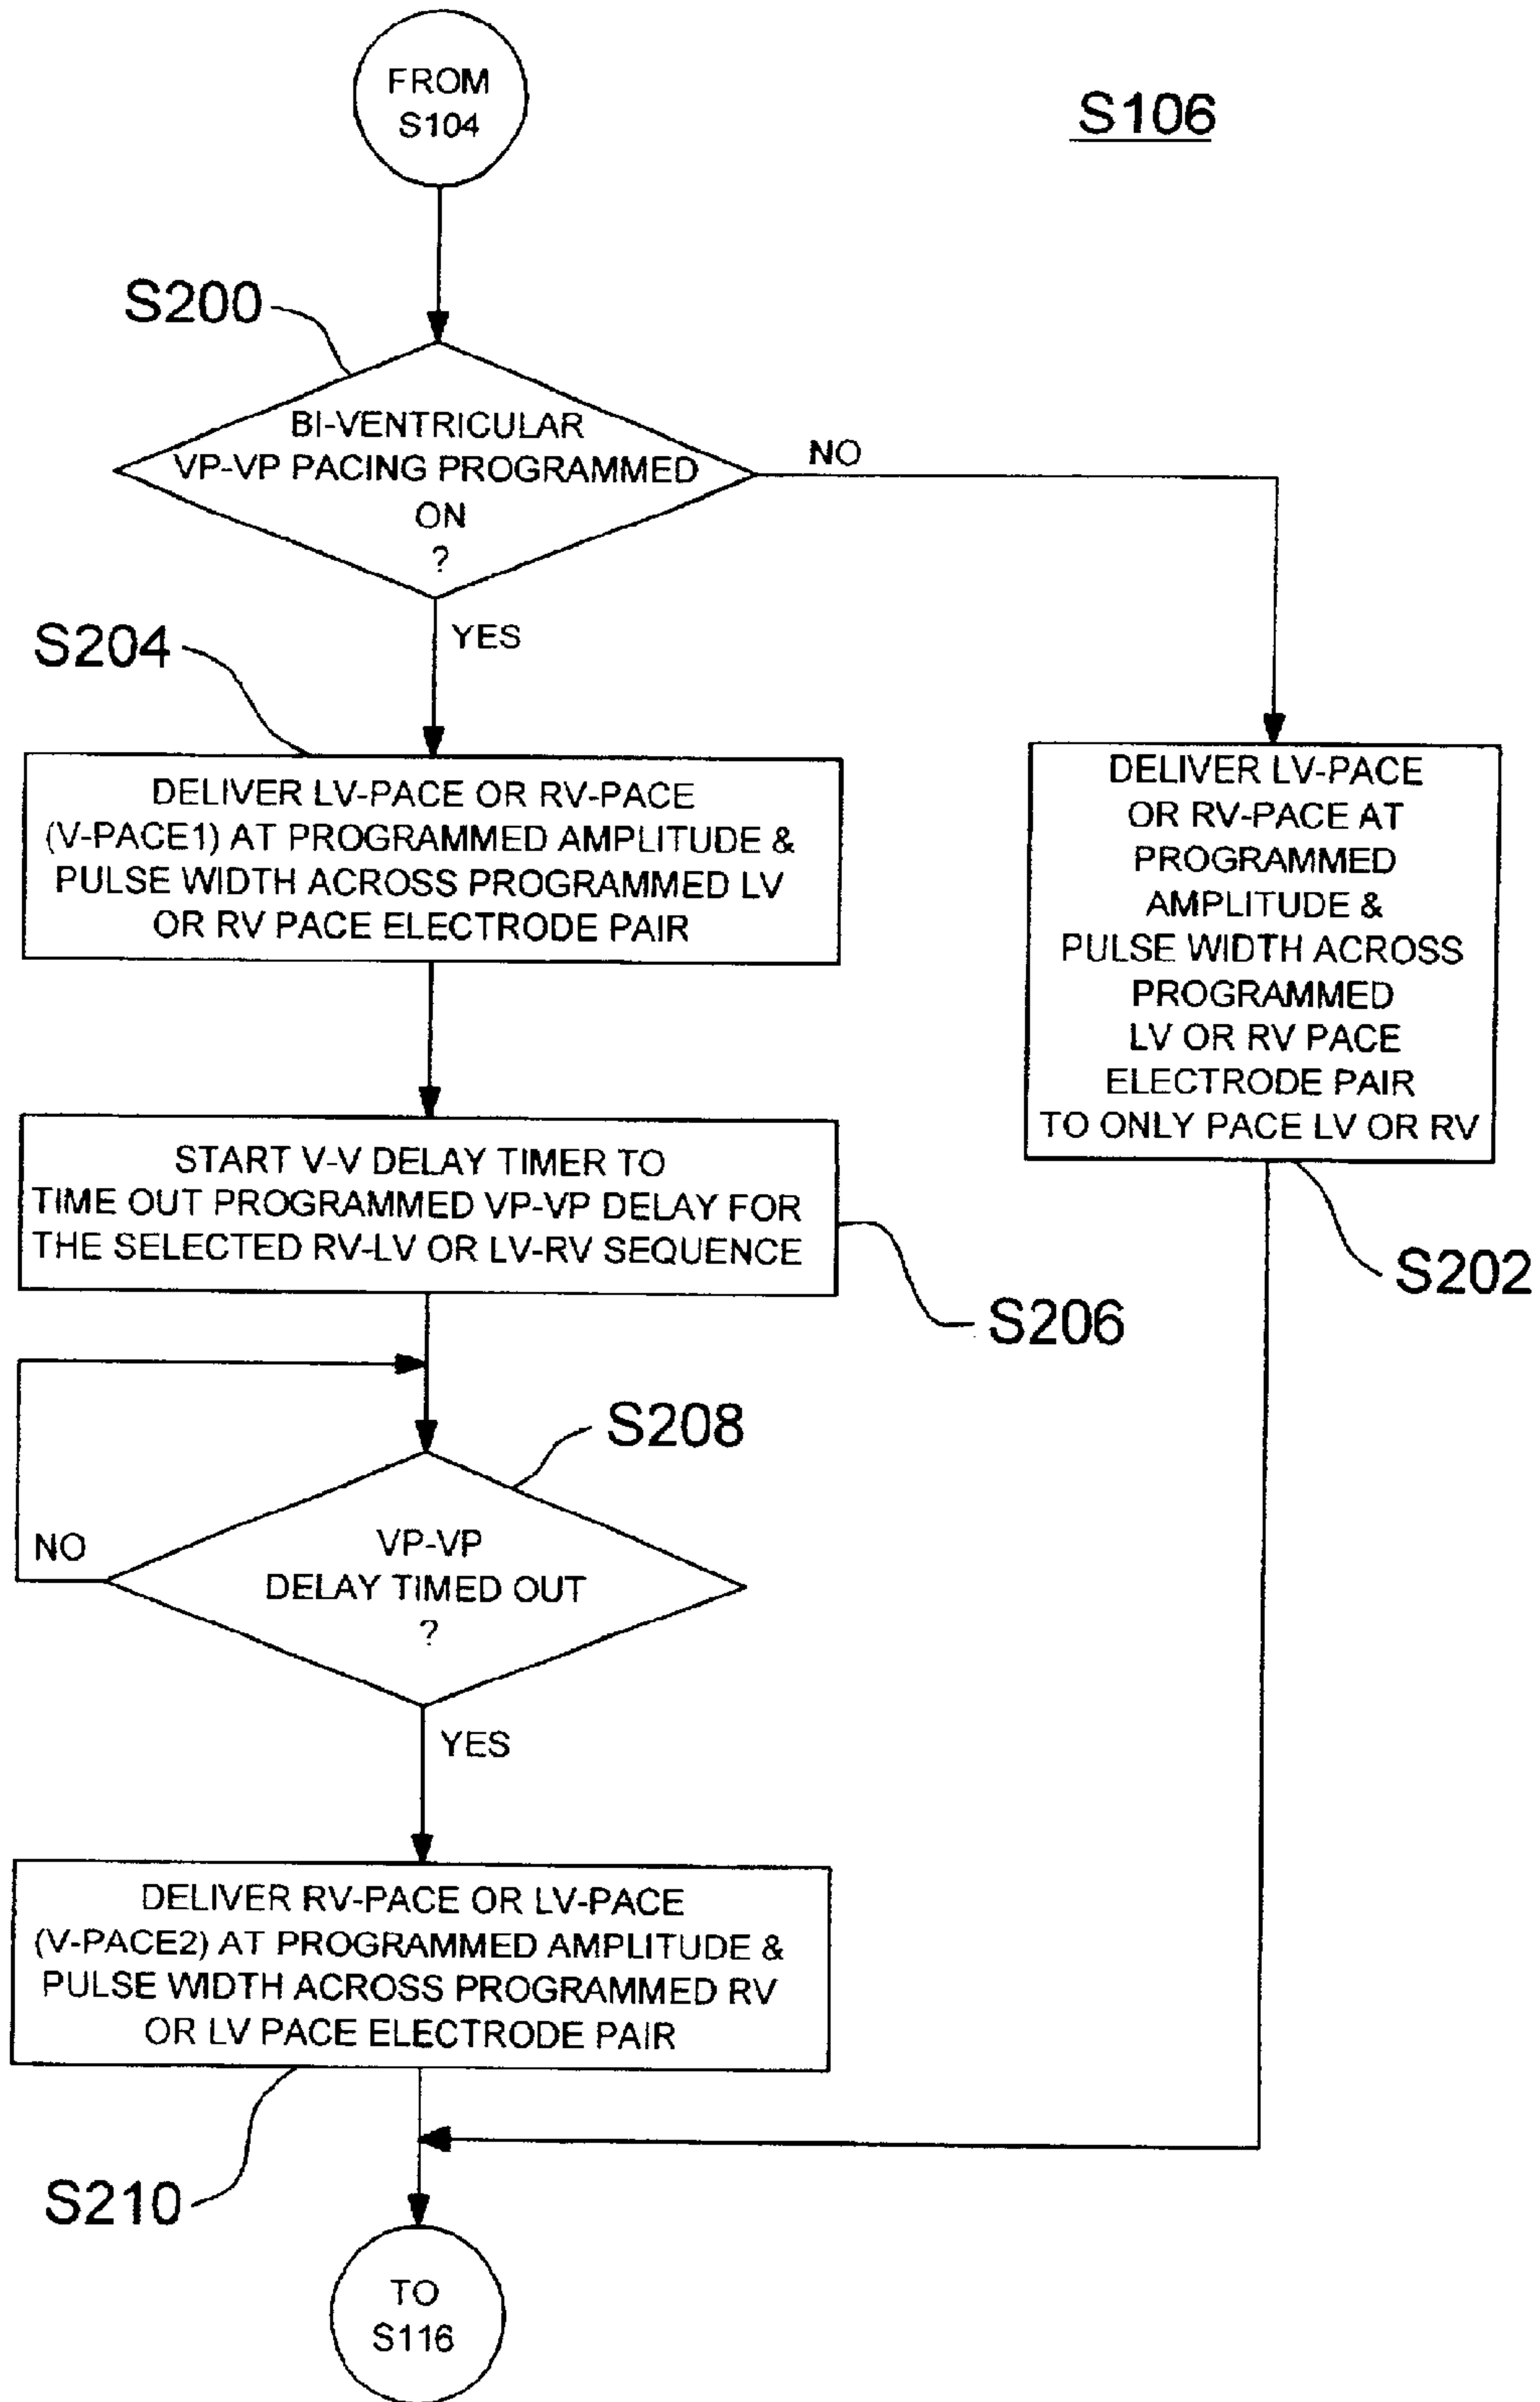 FROM
S104
S106
S200
BI-VENTRICULAR
VP-VP PACING PROGRAMMED
ON
?
NO
YES
S204
DELIVER LV-PACE OR RV-PACE
(V-PACE1) AT PROGRAMMED AMPLITUDE &
PULSE WIDTH ACROSS PROGRAMMED LV
OR RV PACE ELECTRODE PAIR
DELIVER LV-PACE
OR RV-PACE AT
PROGRAMMED
AMPLITUDE &
PULSE WIDTH ACROSS
PROGRAMMED
LV OR RV PACE
ELECTRODE PAIR
TO ONLY PACE LV OR RV
S202
START V-V DELAY TIMER TO
TIME OUT PROGRAMMED VP-VP DELAY FOR
THE SELECTED RV-LV OR LV-RV SEQUENCE
S206
S208
VP-VP
DELAY TIMED OUT
?
NO
YES
DELIVER RV-PACE OR LV-PACE
(V-PACE2) AT PROGRAMMED AMPLITUDE &
PULSE WIDTH ACROSS PROGRAMMED RV
OR LV PACE ELECTRODE PAIR
S210
TO
S116